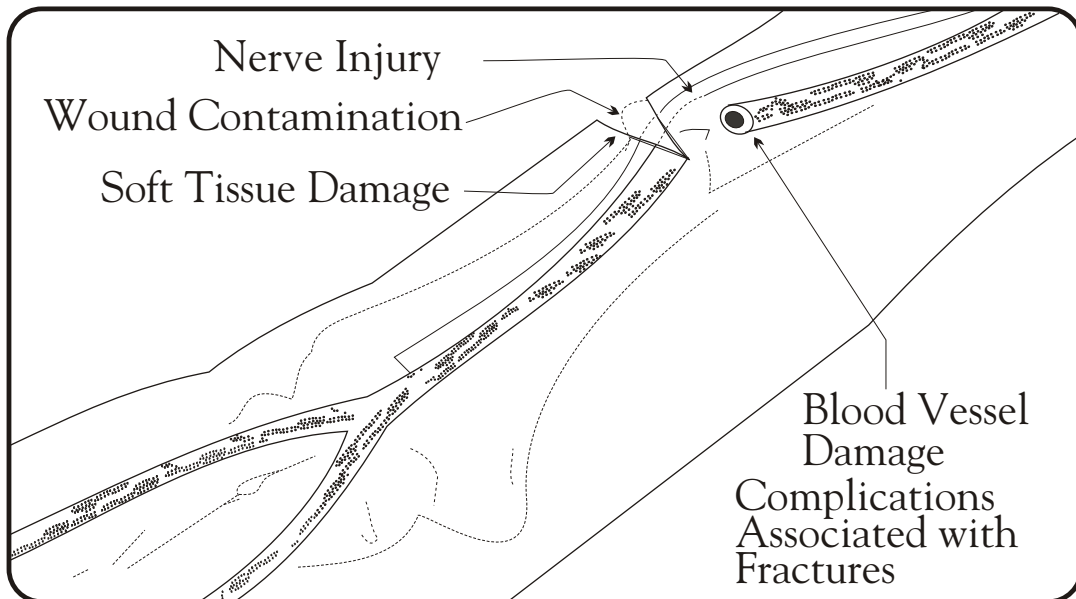 Nerve Injury
Wound Contamination
Soft Tissue Damage
Blood Vessel
Damage
Complications
Associated with
Fractures